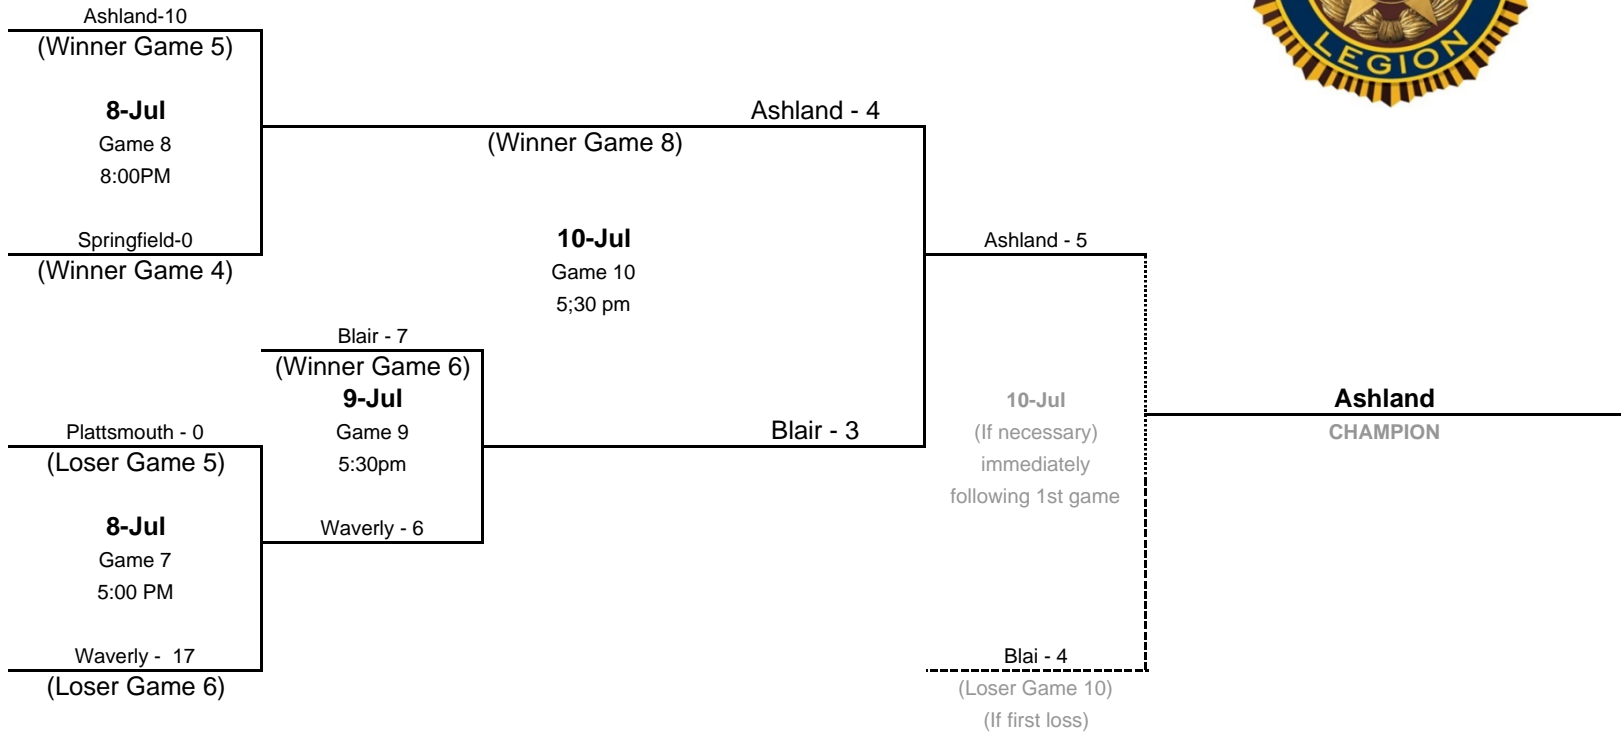 Ashland-10
(Winner Game 5)
8-Jul
Game 8
8:00PM
Springfield-0
(Winner Game 4)
Ashland - 4
(Winner Game 8)
10-Jul
Game 10
5;30 pm
Blair - 7
(Winner Game 6)
9-Jul
Game 9
5:30pm
Waverly - 6
Plattsmouth - 0
(Loser Game 5)
8-Jul
Game 7
5:00 PM
Waverly -  17
(Loser Game 6)
Blair - 3
Ashland - 5
10-Jul
(If necessary)
immediately
following 1st game
Blai - 4
(Loser Game 10)
(If first loss)
Ashland
CHAMPION
LEGION